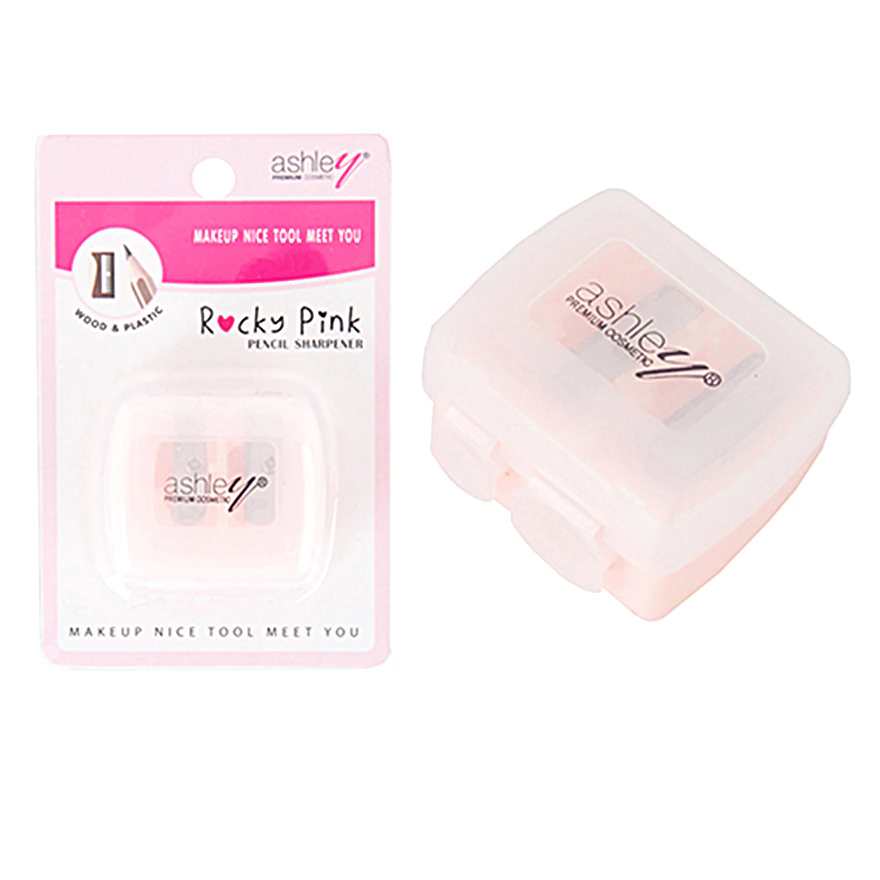 ashley®
PREMIUM COSMETIC
MAKEUP NICE TOOL MEET YOU
WOOD & PLASTIC
Rocky Pink
PENCIL SHARPENER
ashley®
PREMIUM COSMETIC
MAKEUP NICE TOOL MEET YOU
ashley®
PREMIUM COSMETIC